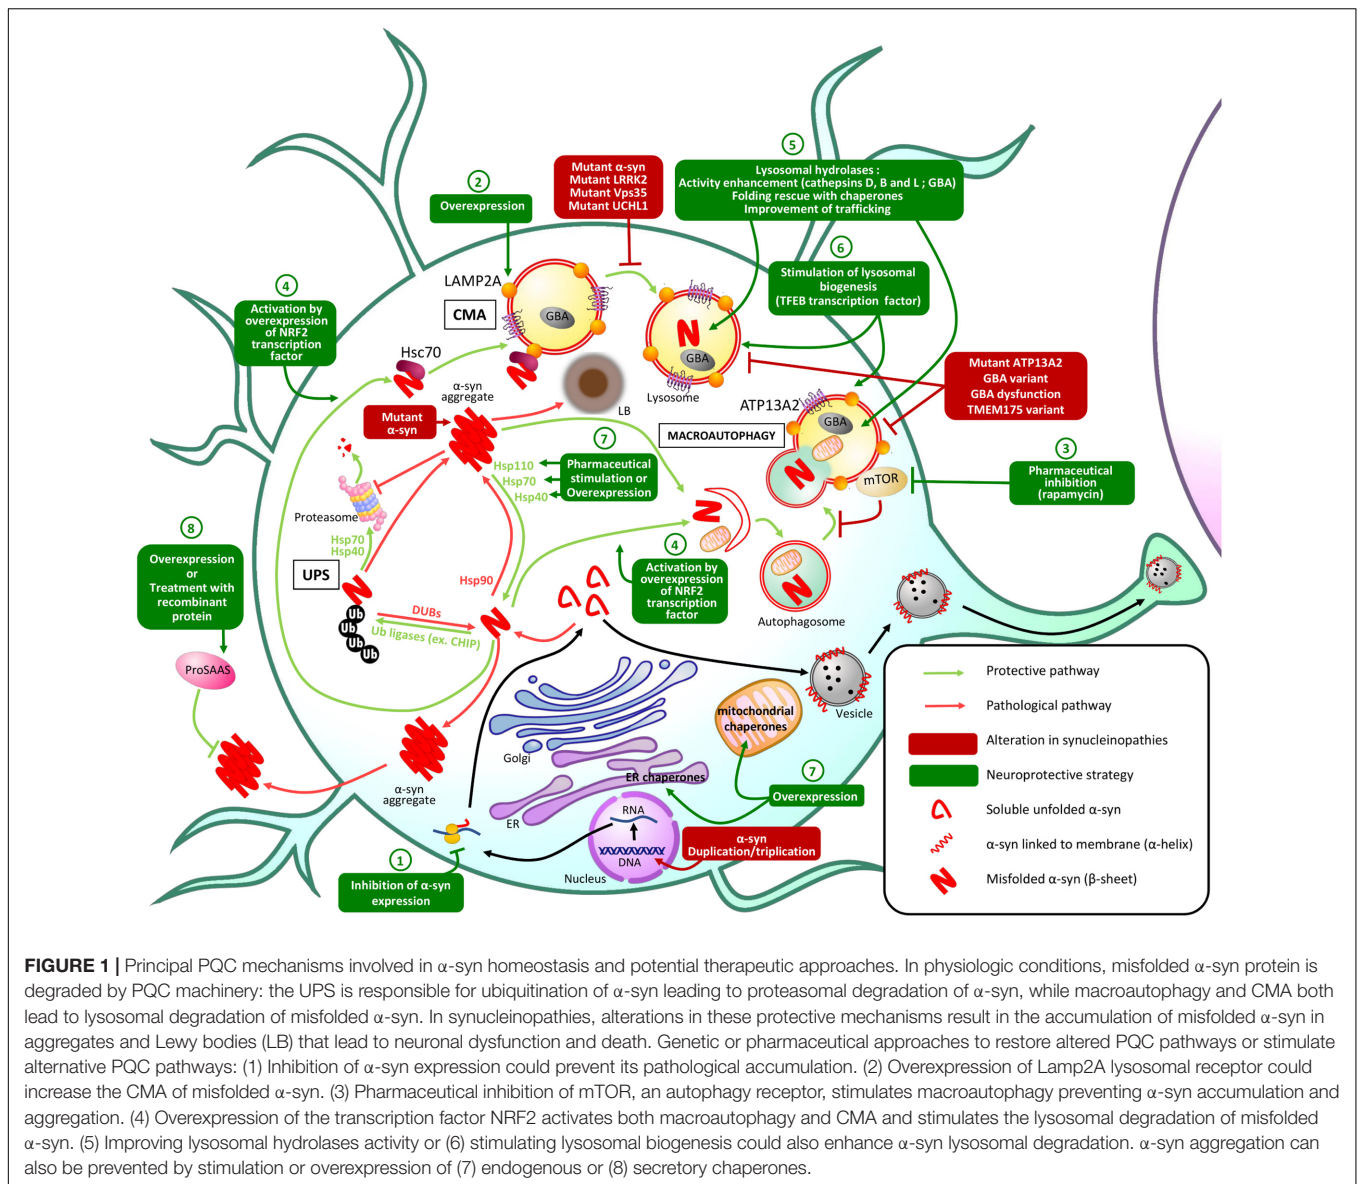 5
Lysosomal hydrolases :
Activity enhancement (cathepsins D, B and L ; GBA)
Folding rescue with chaperones
Improvement of trafficking
Mutant α-syn
Mutant LRRK2
Mutant Vps35
Mutant UCHL1
2
Overexpression
6
Stimulation of lysosomal
biogenesis
(TFEB transcription factor)
4
Activation by
overexpression
of NRF2
transcription
factor
LAMP2A
CMA
GBA
Hsc70
GBA
Lysosome
Mutant ATP13A2
GBA variant
GBA dysfunction
TMEM175 variant
α-syn
aggregate
LB
Mutant
α-syn
ATP13A2
GBA
MACROAUTOPHAGY
3
Pharmaceutical
inhibition
(rapamycin)
mTOR
7
Pharmaceutical
stimulation or
Overexpression
Hsp110
Hsp70
Hsp40
Proteasome
Hsp70
Hsp40
8
Overexpression
or
Treatment with
recombinant
protein
UPS
Hsp90
4
Activation by
overexpression
of NRF2
transcription
factor
Autophagosome
Ub
Ub
Ub
Ub
DUBs
Ub ligases (ex. CHIP)
ProSAAS
Vesicle
mitochondrial
chaperones
Golgi
ER chaperones
ER
7
Overexpression
α-syn
aggregate
RNA
DNA
Nucleus
α-syn
Duplication/triplication
1
Inhibition of α-syn
expression
Protective pathway
Pathological pathway
Alteration in synucleinopathies
Neuroprotective strategy
Soluble unfolded α-syn
α-syn linked to membrane (α-helix)
Misfolded α-syn (β-sheet)
FIGURE 1 | Principal PQC mechanisms involved in α-syn homeostasis and potential therapeutic approaches. In physiologic conditions, misfolded α-syn protein is
degraded by PQC machinery: the UPS is responsible for ubiquitination of α-syn leading to proteasomal degradation of α-syn, while macroautophagy and CMA both
lead to lysosomal degradation of misfolded α-syn. In synucleinopathies, alterations in these protective mechanisms result in the accumulation of misfolded α-syn in
aggregates and Lewy bodies (LB) that lead to neuronal dysfunction and death. Genetic or pharmaceutical approaches to restore altered PQC pathways or stimulate
alternative PQC pathways: (1) Inhibition of α-syn expression could prevent its pathological accumulation. (2) Overexpression of Lamp2A lysosomal receptor could
increase the CMA of misfolded α-syn. (3) Pharmaceutical inhibition of mTOR, an autophagy receptor, stimulates macroautophagy preventing α-syn accumulation and
aggregation. (4) Overexpression of the transcription factor NRF2 activates both macroautophagy and CMA and stimulates the lysosomal degradation of misfolded
α-syn. (5) Improving lysosomal hydrolases activity or (6) stimulating lysosomal biogenesis could also enhance α-syn lysosomal degradation. α-syn aggregation can
also be prevented by stimulation or overexpression of (7) endogenous or (8) secretory chaperones.